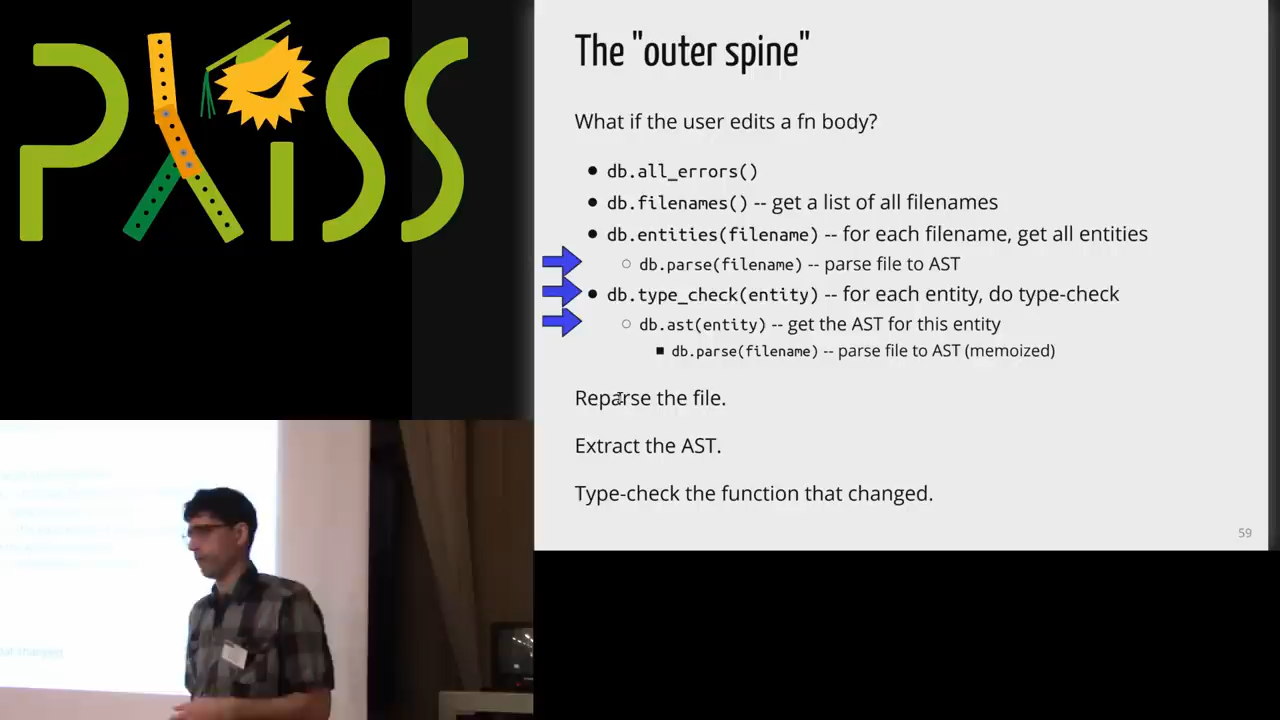 PLISS
The "outer spine"
What if the user edits a fn body?
● db.all_errors()
● db.filenames() -- get a list of all filenames
● db.entities(filename) -- for each filename, get all entities
○ db.parse(filename) -- parse file to AST
● db.type_check(entity) -- for each entity, do type-check
○ db.ast(entity) -- get the AST for this entity
■ db.parse(filename) -- parse file to AST (memoized)
Reparse the file.
Extract the AST.
Type-check the function that changed.
59